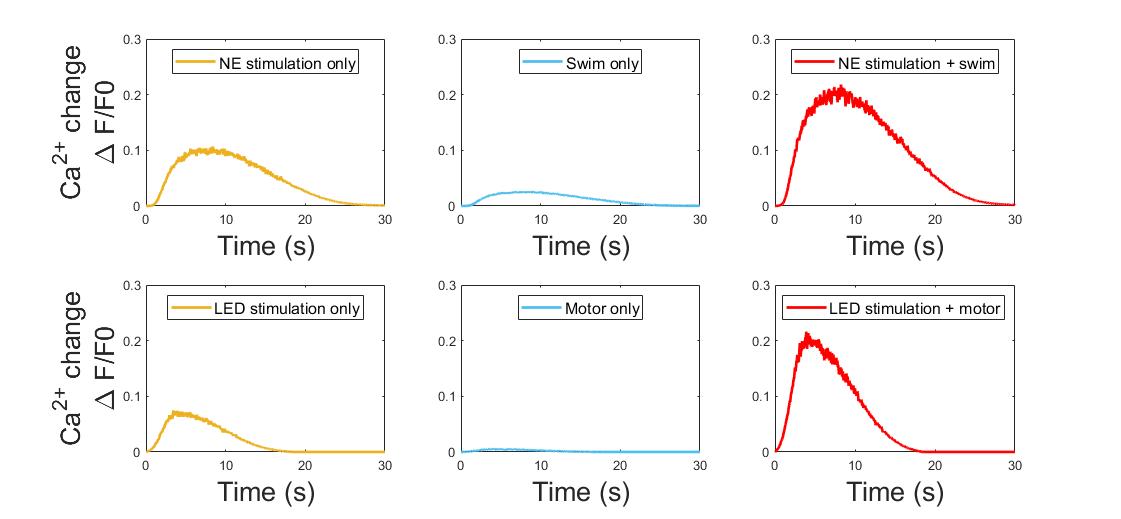 0.3
NE stimulation only
0.2
0.1
0
0 10 20 30
Ca2+ change
Δ F/F0
Time (s)
0.3
Swim only
0.2
0.1
0
0 10 20 30
Time (s)
0.3
NE stimulation + swim
0.2
0.1
0
0 10 20 30
Time (s)
0.3
LED stimulation only
0.2
0.1
0
0 10 20 30
Ca2+ change
Δ F/F0
Time (s)
0.3
Motor only
0.2
0.1
0
0 10 20 30
Time (s)
0.3
LED stimulation + motor
0.2
0.1
0
0 10 20 30
Time (s)